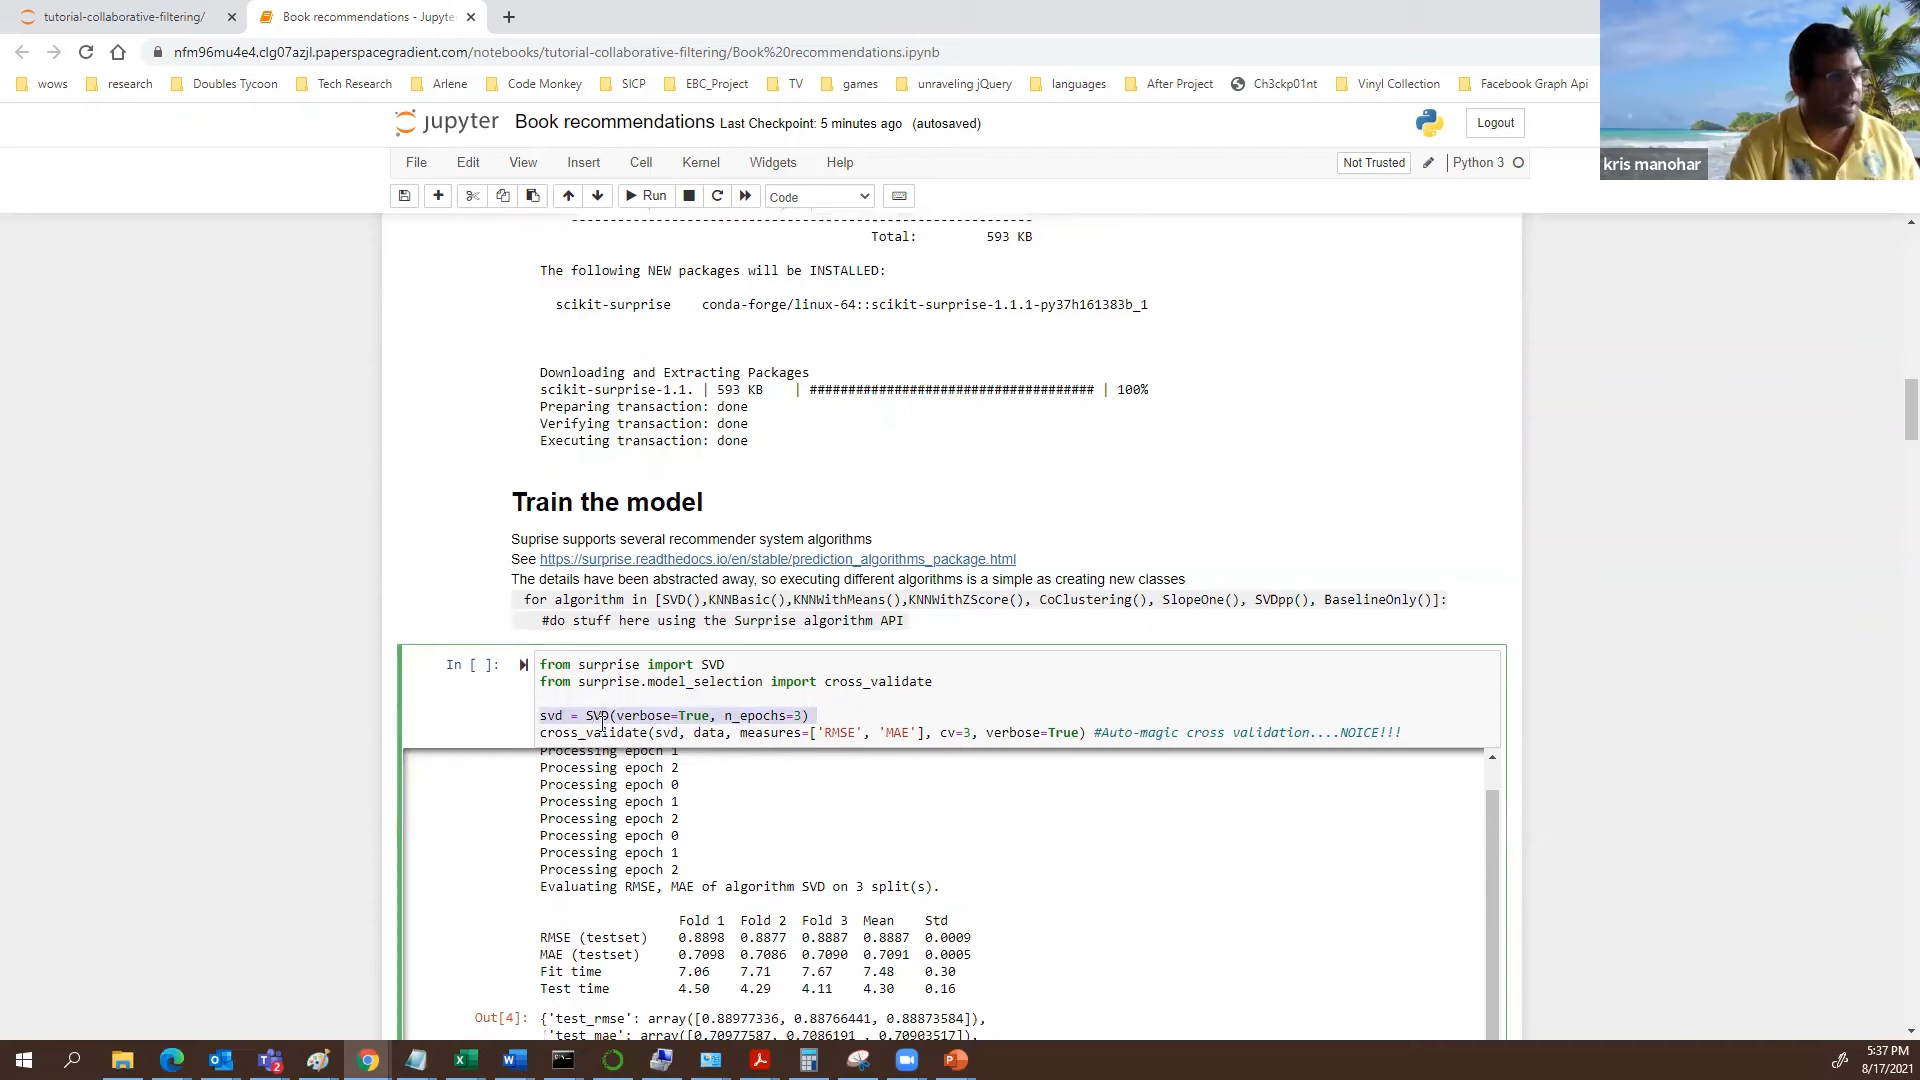 tutorial-collaborative-filtering/
Book recommendations - Jupyte
nfm96mu4e4.clg07azjl.paperspacegradient.com/notebooks/tutorial-collaborative-filtering/Book%20recommendations.ipynb
wows research Doubles Tycoon Tech Research Arlene Code Monkey SICP EBC_Project TV games unraveling jQuery languages After Project Ch3ckp01nt Vinyl Collection Facebook Graph Api
jupyter Book recommendations Last Checkpoint: 5 minutes ago (autosaved)
Logout
kris manohar
File Edit View Insert Cell Kernel Widgets Help
Not Trusted Python 3
Run Code
Total: 593 KB
The following NEW packages will be INSTALLED:
scikit-surprise conda-forge/linux-64::scikit-surprise-1.1.1-py37h161383b_1
Downloading and Extracting Packages
scikit-surprise-1.1. | 593 KB | ##################################### | 100%
Preparing transaction: done
Verifying transaction: done
Executing transaction: done
Train the model
Suprise supports several recommender system algorithms
See https://surprise.readthedocs.io/en/stable/prediction_algorithms_package.html
The details have been abstracted away, so executing different algorithms is a simple as creating new classes
for algorithm in [SVD(),KNNBasic(),KNNWithMeans(),KNNWithZScore(), CoClustering(), SlopeOne(), SVDpp(), BaselineOnly()]:
#do stuff here using the Surprise algorithm API
In [ ]:
from surprise import SVD
from surprise.model_selection import cross_validate
svd = SVD(verbose=True, n_epochs=3)
cross_validate(svd, data, measures=['RMSE', 'MAE'], cv=3, verbose=True) #Auto-magic cross validation....NOICE!!!
Processing epoch 1
Processing epoch 2
Processing epoch 0
Processing epoch 1
Processing epoch 2
Processing epoch 0
Processing epoch 1
Processing epoch 2
Evaluating RMSE, MAE of algorithm SVD on 3 split(s).
Fold 1 Fold 2 Fold 3 Mean Std
RMSE (testset) 0.8898 0.8877 0.8887 0.8887 0.0009
MAE (testset) 0.7098 0.7086 0.7090 0.7091 0.0005
Fit time 7.06 7.71 7.67 7.48 0.30
Test time 4.50 4.29 4.11 4.30 0.16
Out[4]: {'test_rmse': array([0.88977336, 0.88766441, 0.88873584]),
'test_mae': array([0.70977587, 0.7086191 , 0.70903517]),
5:37 PM
8/17/2021